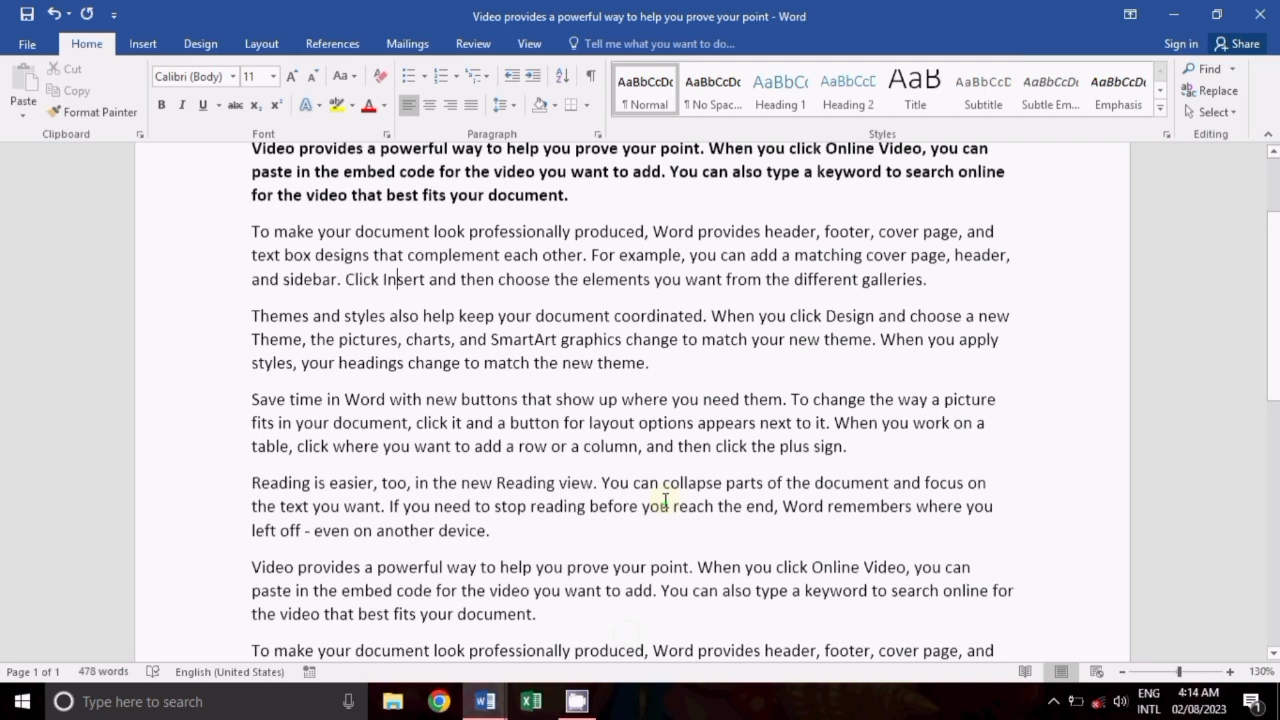 Video provides a powerful way to help you prove your point - Word
File Home Insert Design Layout References Mailings Review View Tell me what you want to do... Sign in Share
Paste
Cut
Copy
Format Painter
Clipboard
Calibri (Body) 11
Font
Paragraph
AaBbCcDc AaBbCcDc AaBbCc AaBbCcD AaB AaBbCcD AaBbCcDc AaBbCcDc
¶ Normal ¶ No Spac... Heading 1 Heading 2 Title Subtitle Subtle Em... Emphasis
Styles
Find
Replace
Select
Editing
Video provides a powerful way to help you prove your point. When you click Online Video, you can
paste in the embed code for the video you want to add. You can also type a keyword to search online
for the video that best fits your document.
To make your document look professionally produced, Word provides header, footer, cover page, and
text box designs that complement each other. For example, you can add a matching cover page, header,
and sidebar. Click Insert and then choose the elements you want from the different galleries.
Themes and styles also help keep your document coordinated. When you click Design and choose a new
Theme, the pictures, charts, and SmartArt graphics change to match your new theme. When you apply
styles, your headings change to match the new theme.
Save time in Word with new buttons that show up where you need them. To change the way a picture
fits in your document, click it and a button for layout options appears next to it. When you work on a
table, click where you want to add a row or a column, and then click the plus sign.
Reading is easier, too, in the new Reading view. You can collapse parts of the document and focus on
the text you want. If you need to stop reading before you reach the end, Word remembers where you
left off - even on another device.
Video provides a powerful way to help you prove your point. When you click Online Video, you can
paste in the embed code for the video you want to add. You can also type a keyword to search online for
the video that best fits your document.
To make your document look professionally produced, Word provides header, footer, cover page, and
Page 1 of 1 478 words English (United States) 130%
Type here to search
ENG
INTL
4:14 AM
02/08/2023
1